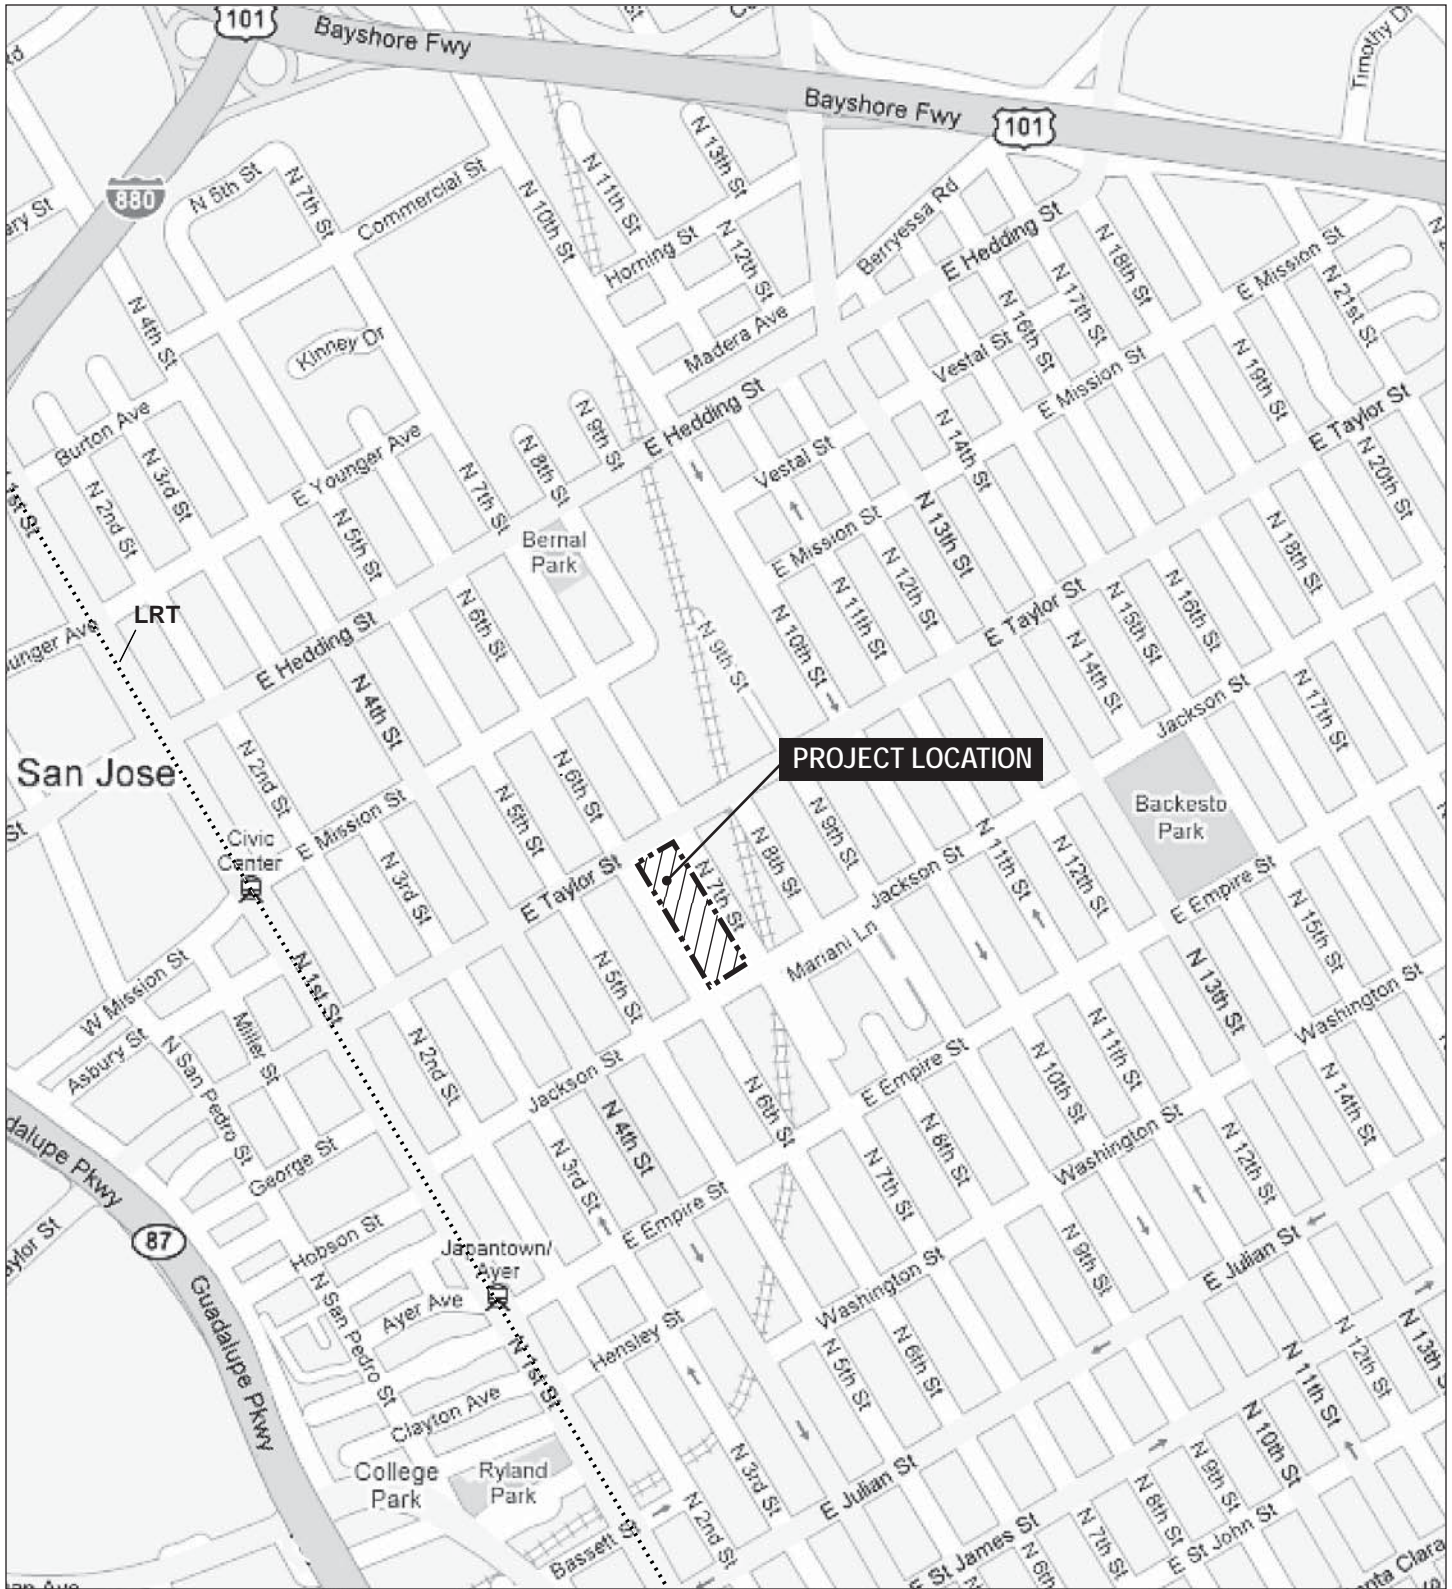 101
Bayshore Fwy
Bayshore Fwy
101
Timothy Dr
880
N 5th St
N 7th St
Commercial St
N 10th St
N 11th St
N 13th St
Horning St
N 12th St
Berryessa Rd
E Hedding St
N 18th St
N 17th St
N 16th St
E Mission St
N 21st St
N 4th St
Kinney Dr
Madera Ave
Vestal St
E Mission St
N 19th St
E Taylor St
N 20th St
Burton Ave
N 3rd St
N 2nd St
1st St
E Younger Ave
N 5th St
N 7th St
N 8th St
N 9th St
E Hedding St
Vestal St
N 14th St
N 13th St
E Mission St
N 12th St
N 11th St
N 10th St
N 18th St
Bernal
Park
LRT
E Hedding St
N 6th St
N 4th St
N 9th St
E Taylor St
N 16th St
N 15th St
N 14th St
Jackson St
N 17th St
San Jose
N 2nd St
E Mission St
N 3rd St
Civic
Center
N 5th St
N 6th St
E Taylor St
PROJECT LOCATION
N 7th St
N 8th St
N 9th St
Jackson St
Mariani Ln
N 11th St
N 12th St
Backesto
Park
E Empire St
N 15th St
Washington St
N 13th St
N 14th St
W Mission St
Asbury St
N San Pedro St
Miller St
N 1st St
N 2nd St
N 5th St
Jackson St
N 4th St
N 3rd St
N 6th St
E Empire St
N 10th St
N 11th St
Washington St
N 12th St
George St
87
Guadalupe Pkwy
Hobson St
N San Pedro St
Ayer Ave
Japantown/
Ayer
E Empire St
N 7th St
N 8th St
N 9th St
E Julian St
Washington St
Hensley St
N 1st St
Clayton Ave
N 5th St
N 6th St
N 13th St
N 12th St
N 11th St
N 10th St
N 9th St
N 8th St
N 7th St
College
Park
Ryland
Park
N 3rd St
N 2nd St
E Julian St
Bassett St
E St James St
E St John St
N 6th St